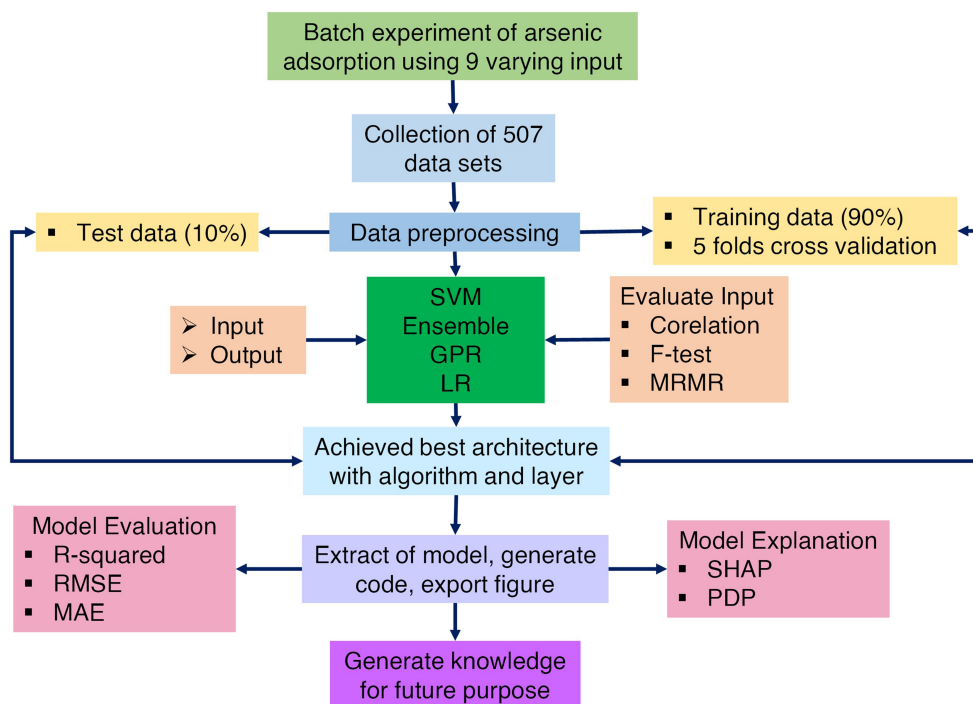 Batch experiment of arsenic
adsorption using 9 varying input
Collection of 507
data sets
▪ Test data (10%)
Data preprocessing
▪ Training data (90%)
▪ 5 folds cross validation
➢ Input
➢ Output
SVM
Ensemble
GPR
LR
Evaluate Input
▪ Corelation
▪ F-test
▪ MRMR
Achieved best architecture
with algorithm and layer
Model Evaluation
▪ R-squared
▪ RMSE
▪ MAE
Extract of model, generate
code, export figure
Model Explanation
▪ SHAP
▪ PDP
Generate knowledge
for future purpose